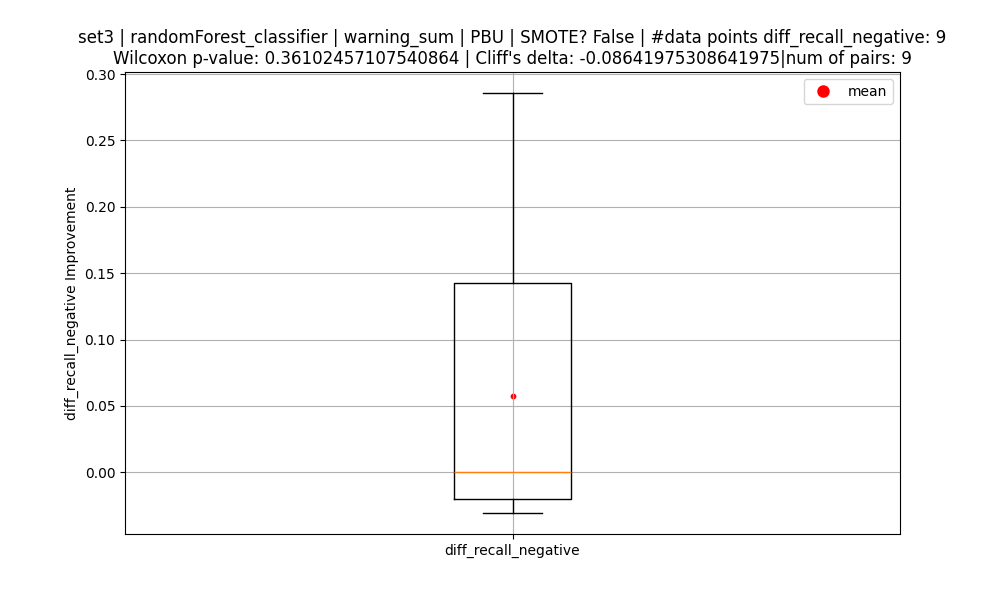 set3 | randomForest_classifier | warning_sum | PBU | SMOTE? False | #data points diff_recall_negative: 9
Wilcoxon p-value: 0.36102457107540864 | Cliff's delta: -0.08641975308641975|num of pairs: 9
mean
0.30
0.25
0.20
0.15
0.10
0.05
0.00
diff_recall_negative Improvement
diff_recall_negative